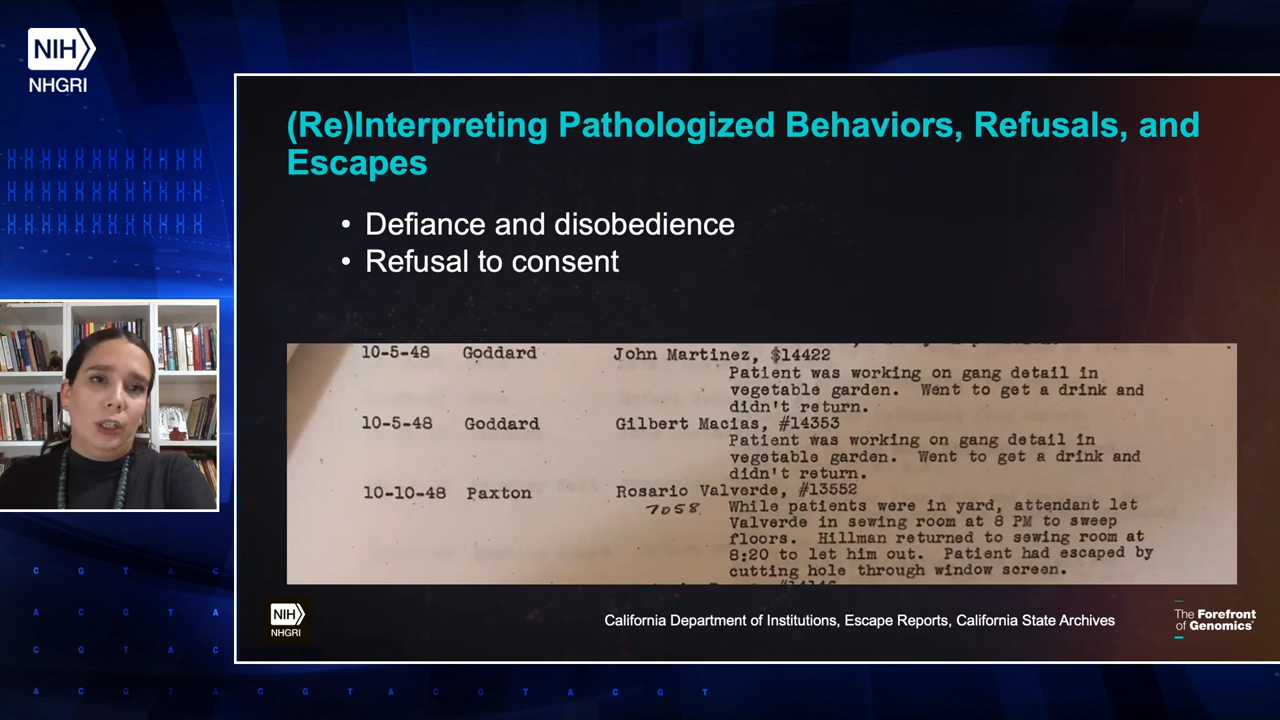 NIH
NHGRI
(Re)Interpreting Pathologized Behaviors, Refusals, and
Escapes
• Defiance and disobedience
• Refusal to consent
10-5-48 Goddard John Martinez, $14422
Patient was working on gang detail in
vegetable garden. Went to get a drink and
didn't return.
10-5-48 Goddard Gilbert Macias, #14353
Patient was working on gang detail in
vegetable garden. Went to get a drink and
didn't return.
10-10-48 Paxton Rosario Valverde, #13552
7058 While patients were in yard, attendant let
Valverde in sewing room at 8 PM to sweep
floors. Hillman returned to sewing room at
8:20 to let him out. Patient had escaped by
cutting hole through window screen.
NIH
NHGRI
California Department of Institutions, Escape Reports, California State Archives
The Forefront
of Genomics
C G T A C
A C G T A
C G T A C
A C G T A C G T A C G T A C G T